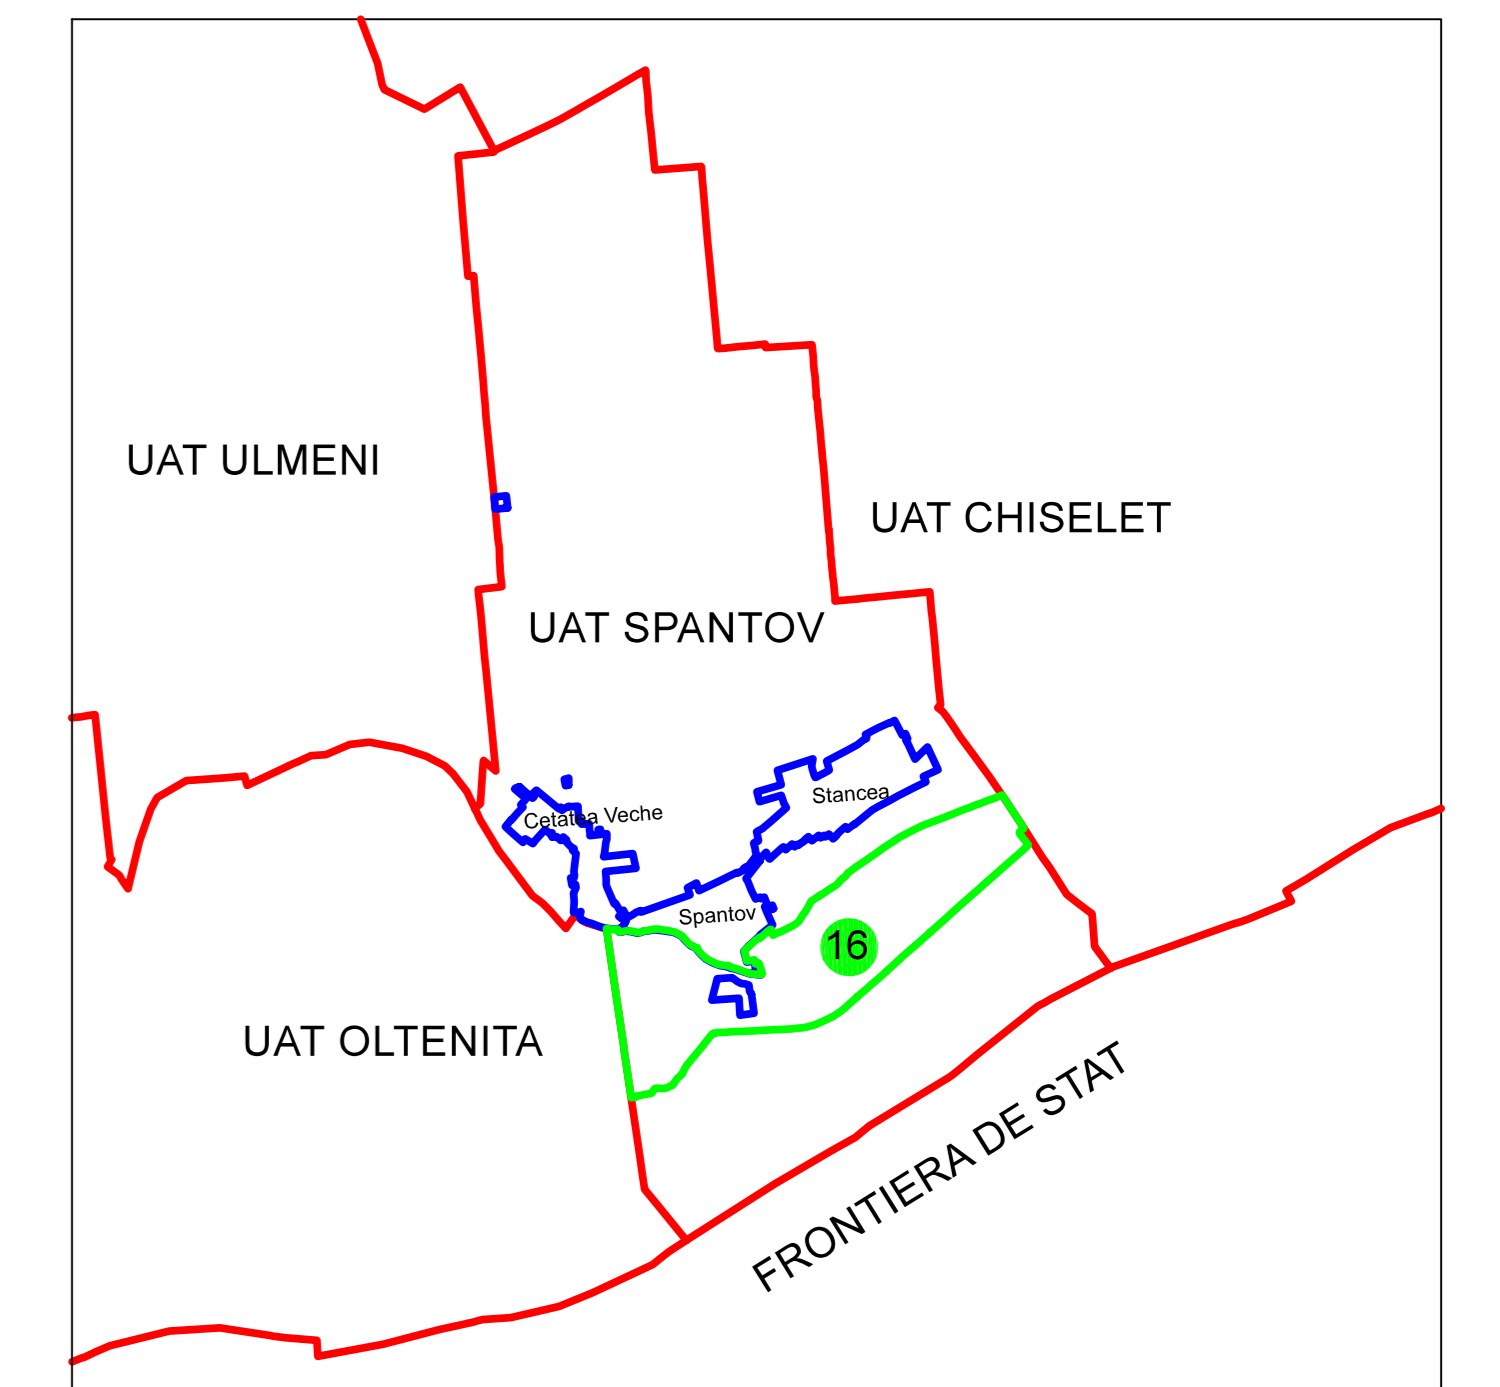 UAT ULMENI
UAT CHISELET
UAT SPANTOV
Stancea
Cetatea Veche
Spantov
16
UAT OLTENITA
FRONTIERA DE STAT